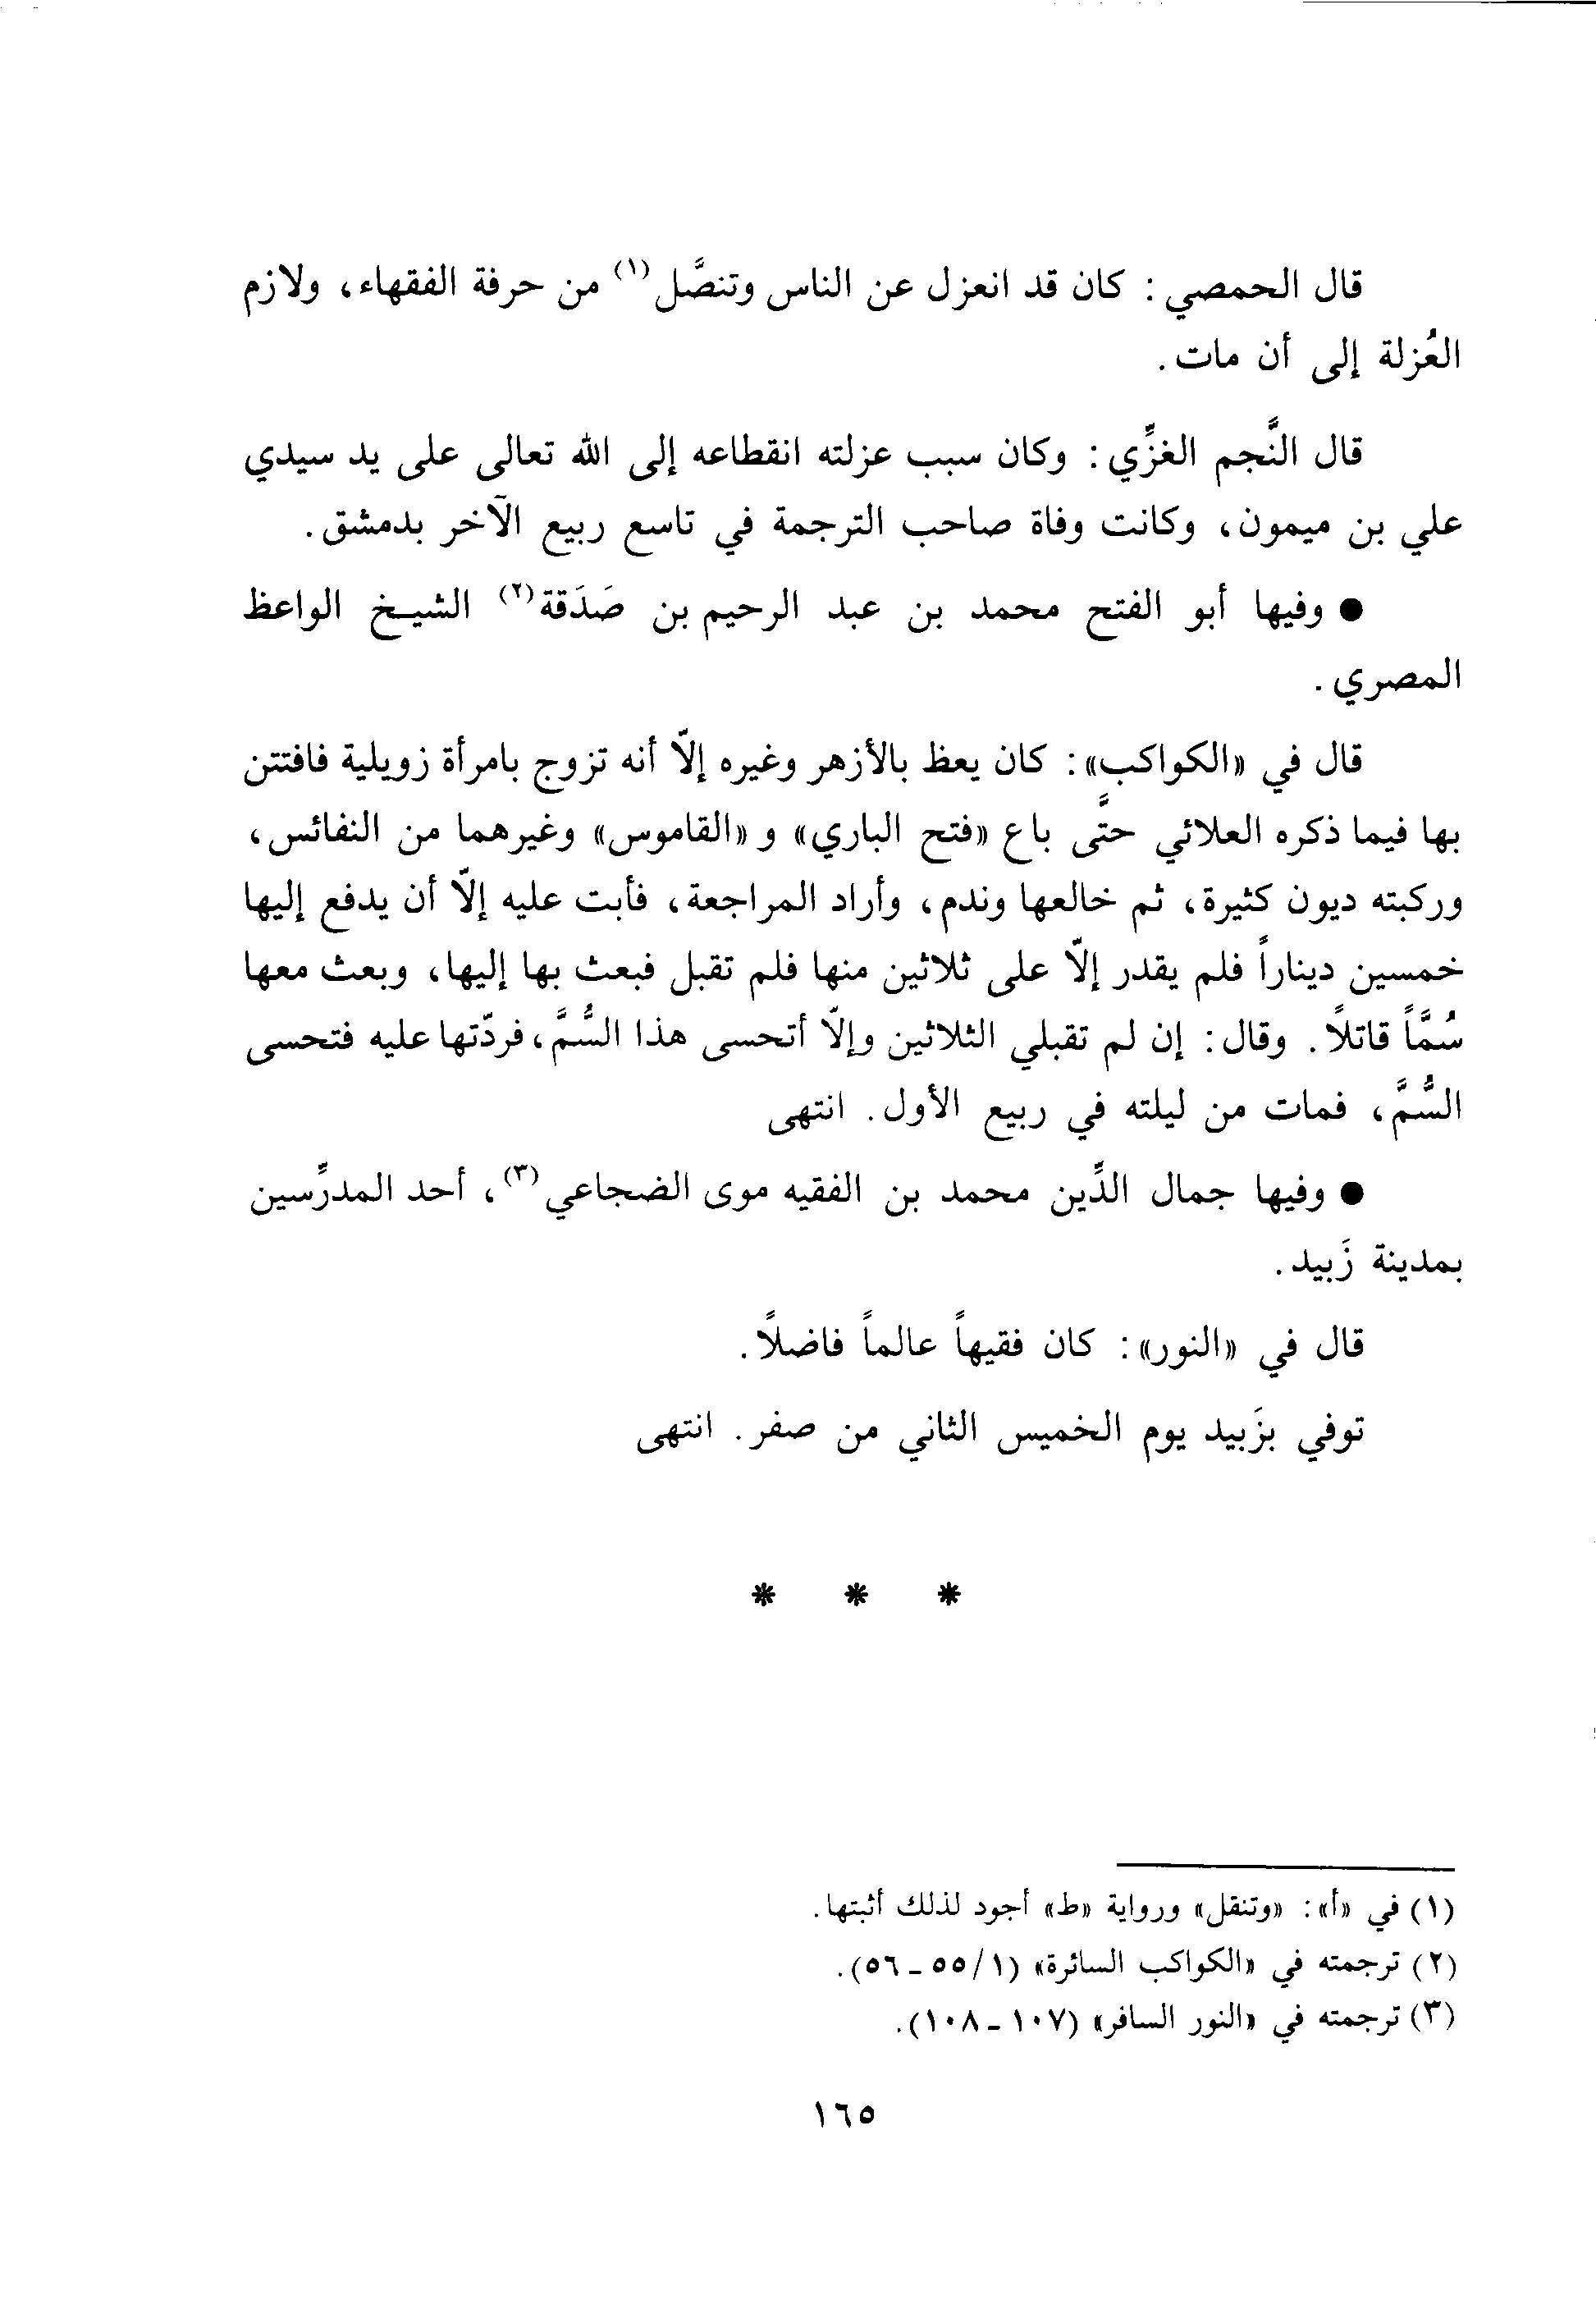 قال الحمصي: كان قد انعزل عن الناس وتنصَّل(١) من حرفة الفقهاء، ولازم
العُزلة إلى أن مات.
قال النَّجم الغزِّي: وكان سبب عزلته انقطاعه إلى الله تعالى على يد سيدي
علي بن ميمون، وكانت وفاة صاحب الترجمة في تاسع ربيع الآخر بدمشق.
● وفيها أبو الفتح محمد بن عبد الرحيم بن صَدَقة(٢) الشيخ الواعظ
المصري.
قال في «الكواكب»: كان يعظ بالأزهر وغيره إلّا أنه تزوج بامرأة زويلية فافتتن
بها فيما ذكره العلائي حتَّى باع «فتح الباري» و «القاموس» وغيرهما من النفائس،
وركبته ديون كثيرة، ثم خالعها وندم، وأراد المراجعة، فأبت عليه إلّا أن يدفع إليها
خمسين ديناراً فلم يقدر إلّا على ثلاثين منها فلم تقبل فبعث بها إليها، وبعث معها
سُمَّاً قاتلاً. وقال: إن لم تقبلي الثلاثين وإلّا أتحسى هذا السُّمَّ، فردّتها عليه فتحسى
السُّمَّ، فمات من ليلته في ربيع الأول. انتهى
● وفيها جمال الدِّين محمد بن الفقيه موى الضجاعي(٣)، أحد المدرِّسين
بمدينة زَبيد.
قال في «النور»: كان فقيهاً عالماً فاضلاً.
توفي بزَبيد يوم الخميس الثاني من صفر. انتهى
* * *
(١) في «أ»: «وتنقل» ورواية «ط» أجود لذلك أثبتها.
(٢) ترجمته في «الكواكب السائرة» (١/ ٥٥ - ٥٦).
(٣) ترجمته في «النور السافر» (١٠٧ - ١٠٨).
١٦٥